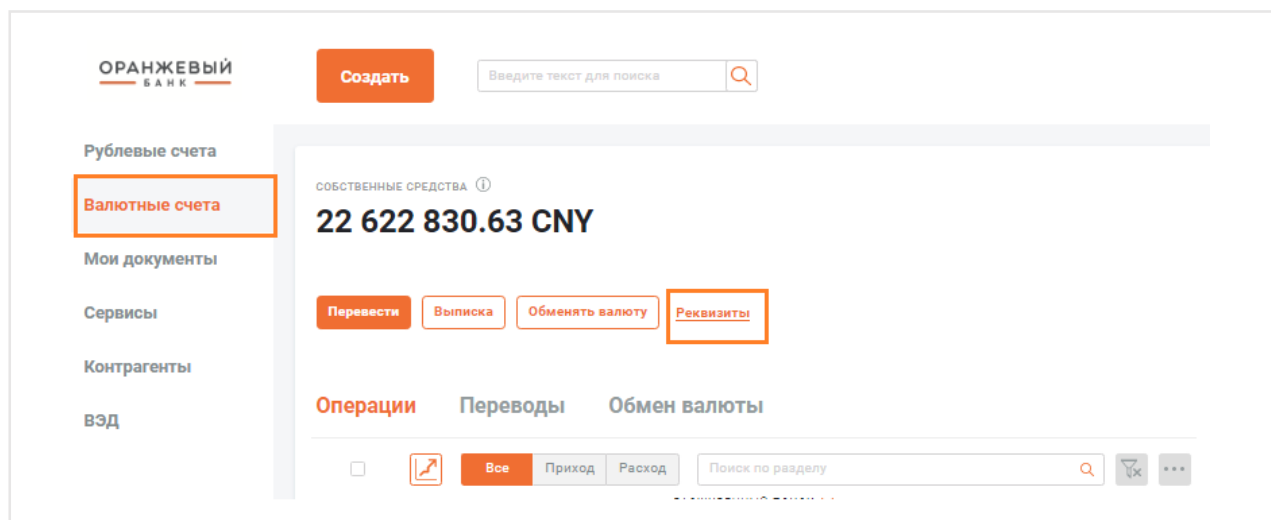 ОРАНЖЕВЫЙ
БАНК
Создать
Введите текст для поиска
Рублевые счета
Валютные счета
Мои документы
Сервисы
Контрагенты
ВЭД
СОБСТВЕННЫЕ СРЕДСТВА
22 622 830.63 CNY
Перевести Выписка Обменять валюту Реквизиты
Операции Переводы Обмен валюты
Все Приход Расход Поиск по разделу